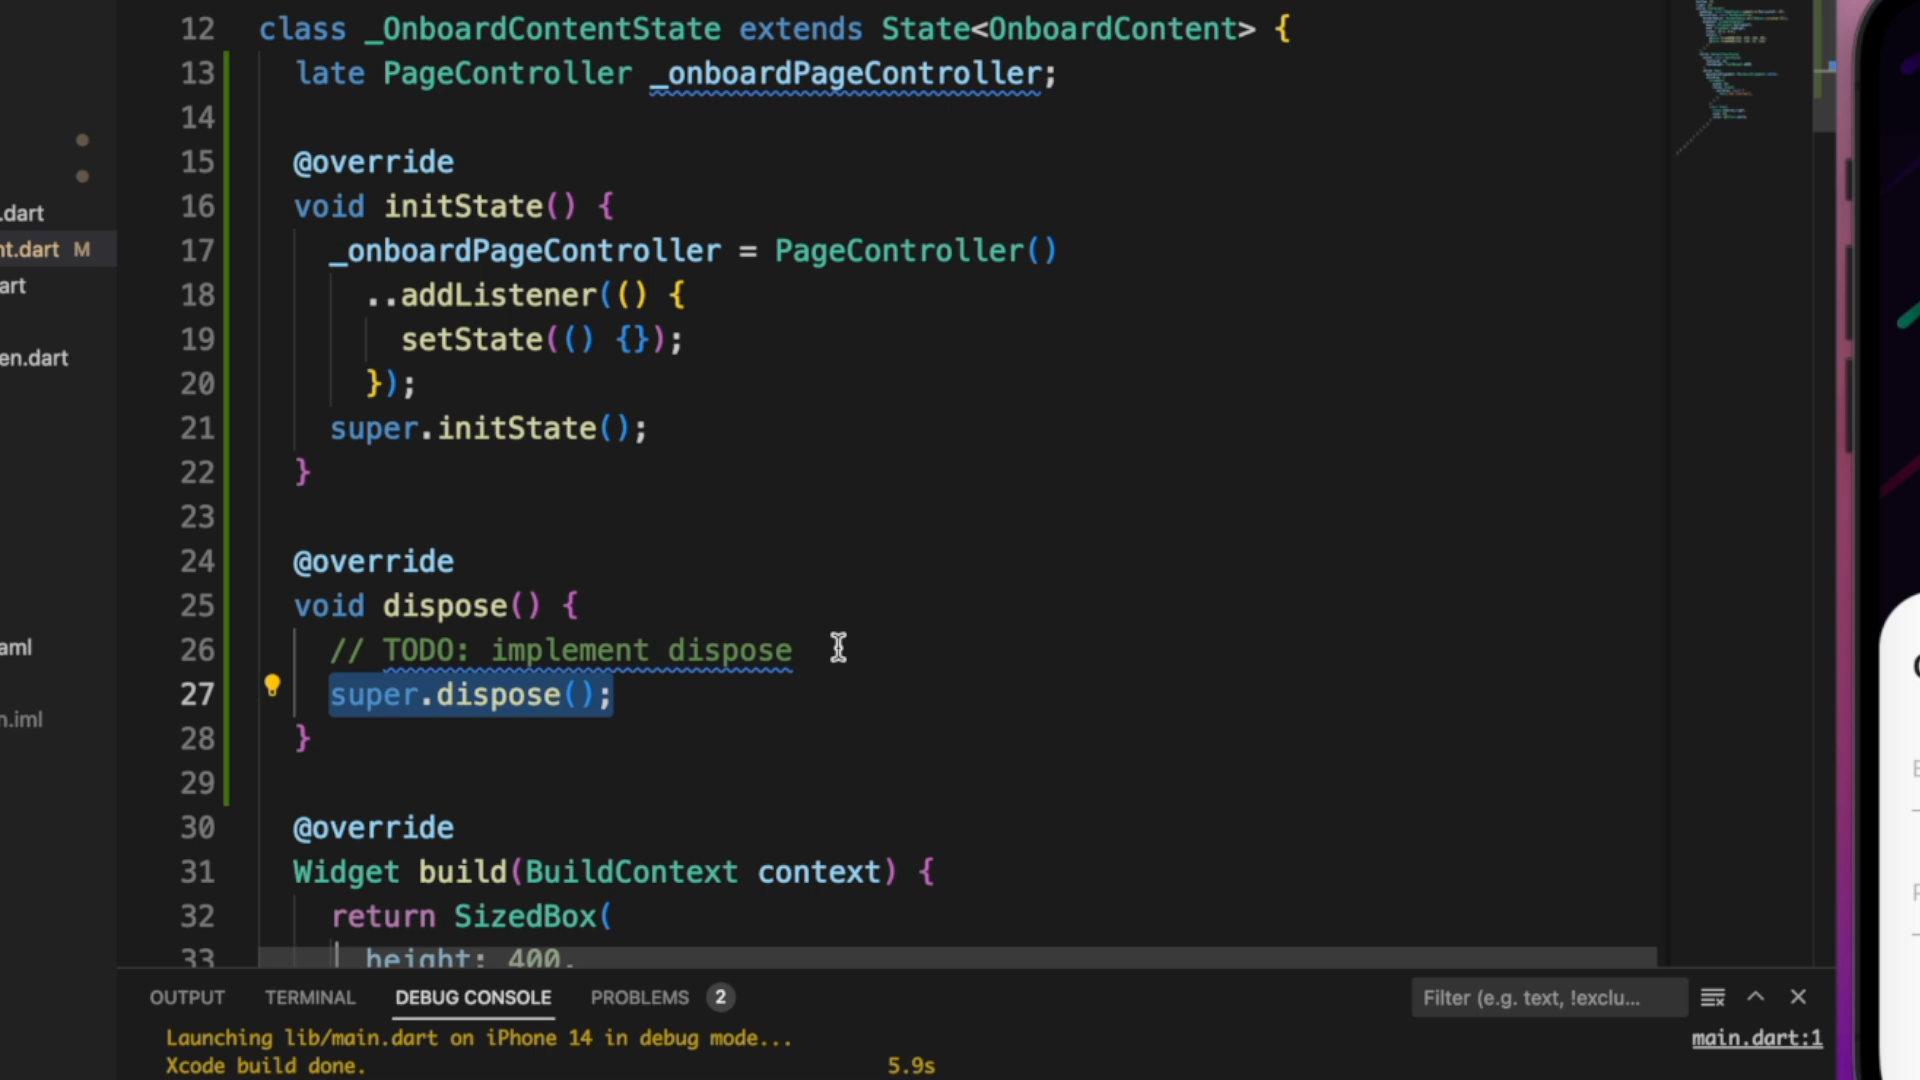 12 class _OnboardContentState extends State<OnboardContent> {
13 late PageController _onboardPageController;
14
15 @override
16 void initState() {
17 _onboardPageController = PageController()
18 ..addListener(() {
19 setState(() {});
20 });
21 super.initState();
22 }
23
24 @override
25 void dispose() {
26 // TODO: implement dispose
27 super.dispose();
28 }
29
30 @override
31 Widget build(BuildContext context) {
32 return SizedBox(
33 height: 400,
.dart
nt.dart M
art
en.dart
aml
n.iml
OUTPUT TERMINAL DEBUG CONSOLE PROBLEMS 2 Filter (e.g. text, !exclu...
Launching lib/main.dart on iPhone 14 in debug mode... main.dart:1
Xcode build done. 5.9s